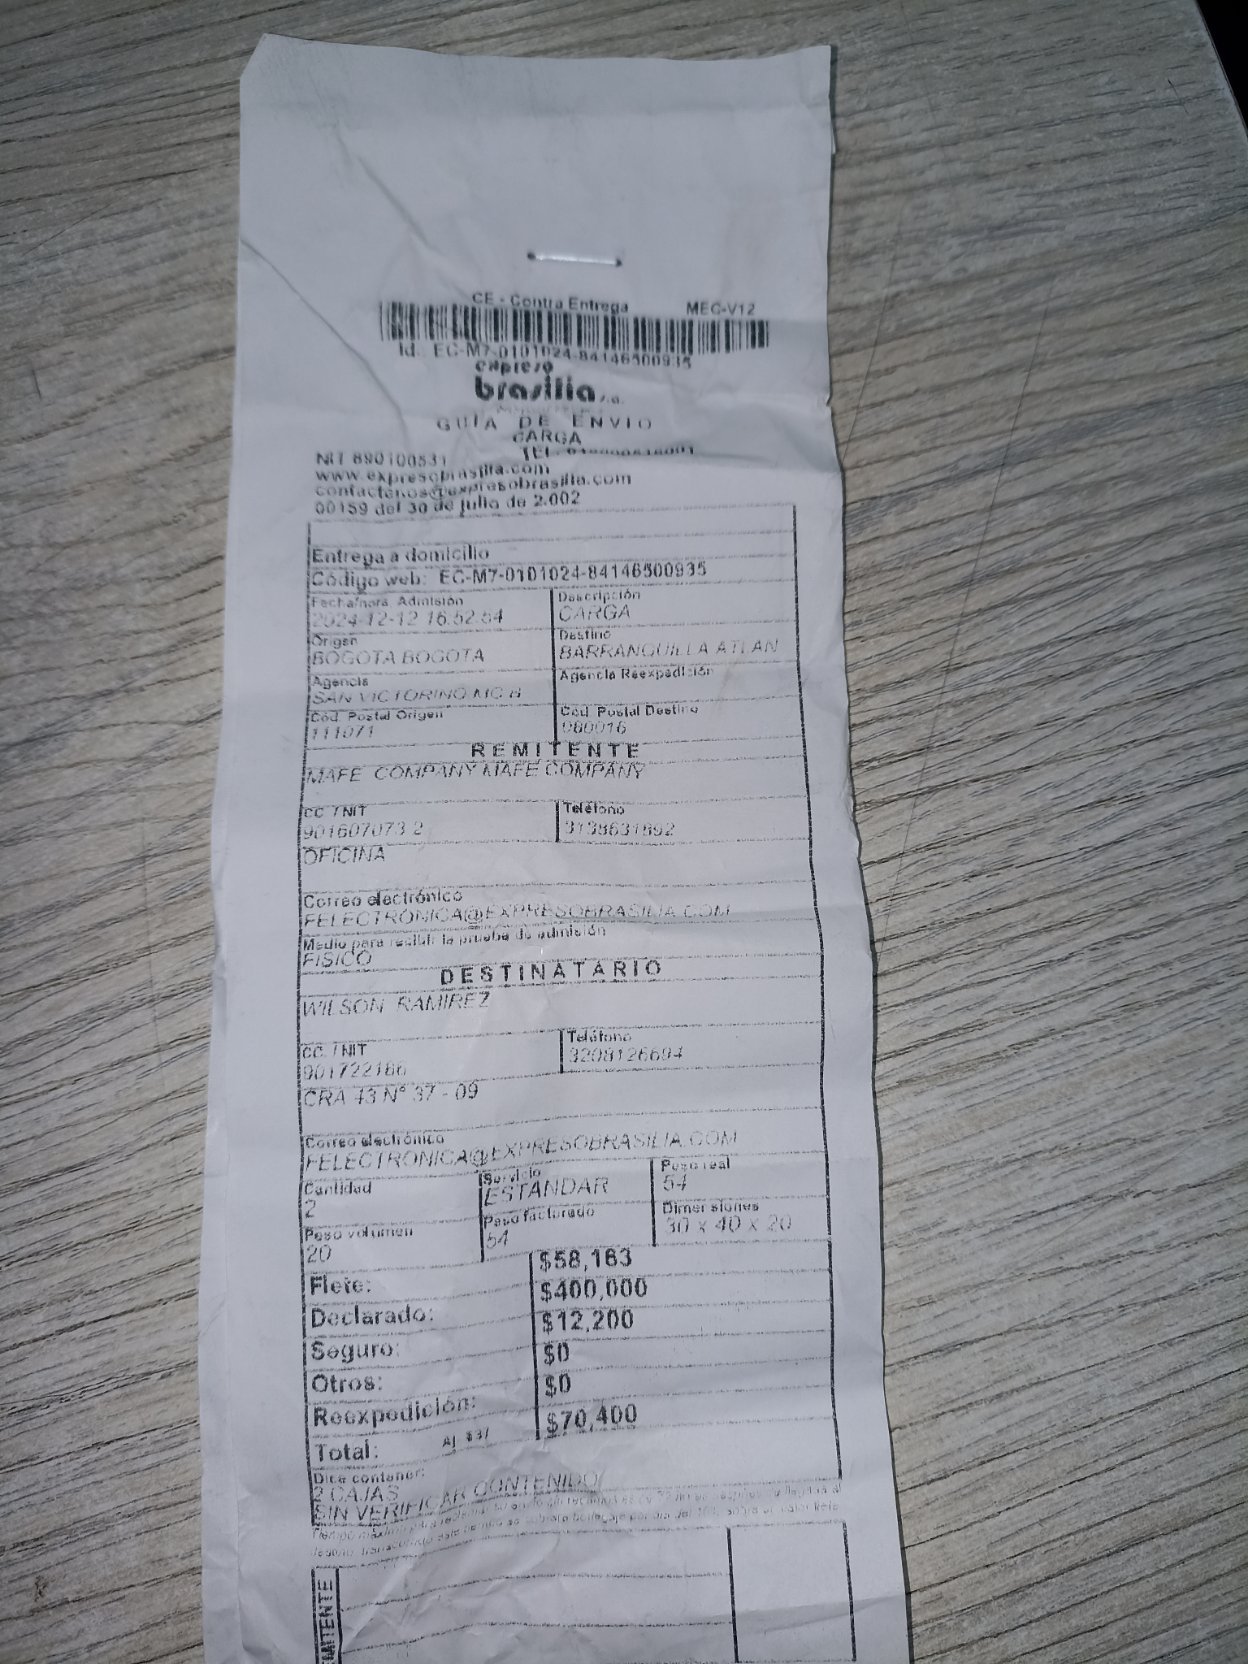 CE - Contra Entrega MEC-V12
Id.: EC-M7-0101024-84146500935
expreso
brasilia s.a.
GUÍA DE ENVIO
CARGA
NIT 890100531 TEL:
www.expresobrasilia.com
contactenos@expresobrasilia.com
00159 del 30 de julio de 2.002
Entrega a domicilio
Código web: EC-M7-0101024-84146500935
Fecha/hora Admisión Descripción
2024-12-12 16:52:54 CARGA
Origen Destino
BOGOTA BOGOTA BARRANQUILLA ATLAN
Agencia Agencia Reexpedición
SAN VICTORINO MC B
Cód. Postal Origen Cód. Postal Destino
111071 080016
REMITENTE
MAFE COMPANY MAFE COMPANY
CC / NIT Teléfono
901607073 2 3138631892
OFICINA
Correo electrónico
FELECTRONICA@EXPRESOBRASILIA.COM
Medio para recibir la prueba de admisión
FISICO
DESTINATARIO
WILSON RAMIREZ
CC. / NIT Teléfono
901722186 3208126694
CRA 43 N° 37 - 09
Correo electrónico
FELECTRONICA@EXPRESOBRASILIA.COM
Cantidad Servicio Peso real
2 ESTANDAR 54
Peso volumen Peso facturado Dimensiones
20 54 30 x 40 x 20
Flete: $58,163
Declarado: $400,000
Seguro: $12,200
Otros: $0
Reexpedición: $0
Total: Aj $37 $70,400
Dice contener:
2 CAJAS
SIN VERIFICAR CONTENIDO